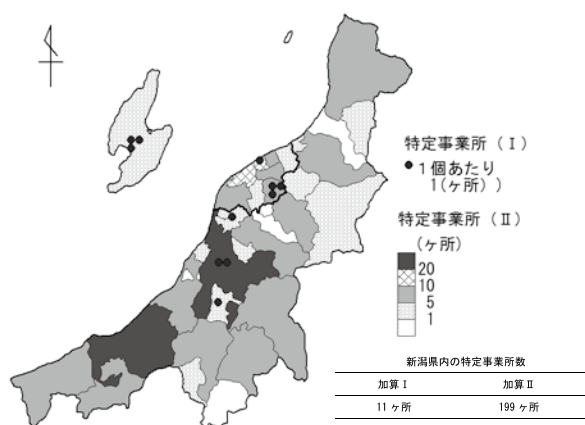 特定事業所（Ⅰ）
1個あたり
1(ヶ所))
特定事業所（Ⅱ）
(ヶ所)
20
10
5
1
新潟県内の特定事業所数
加算Ⅰ 加算Ⅱ
11ヶ所 199ヶ所